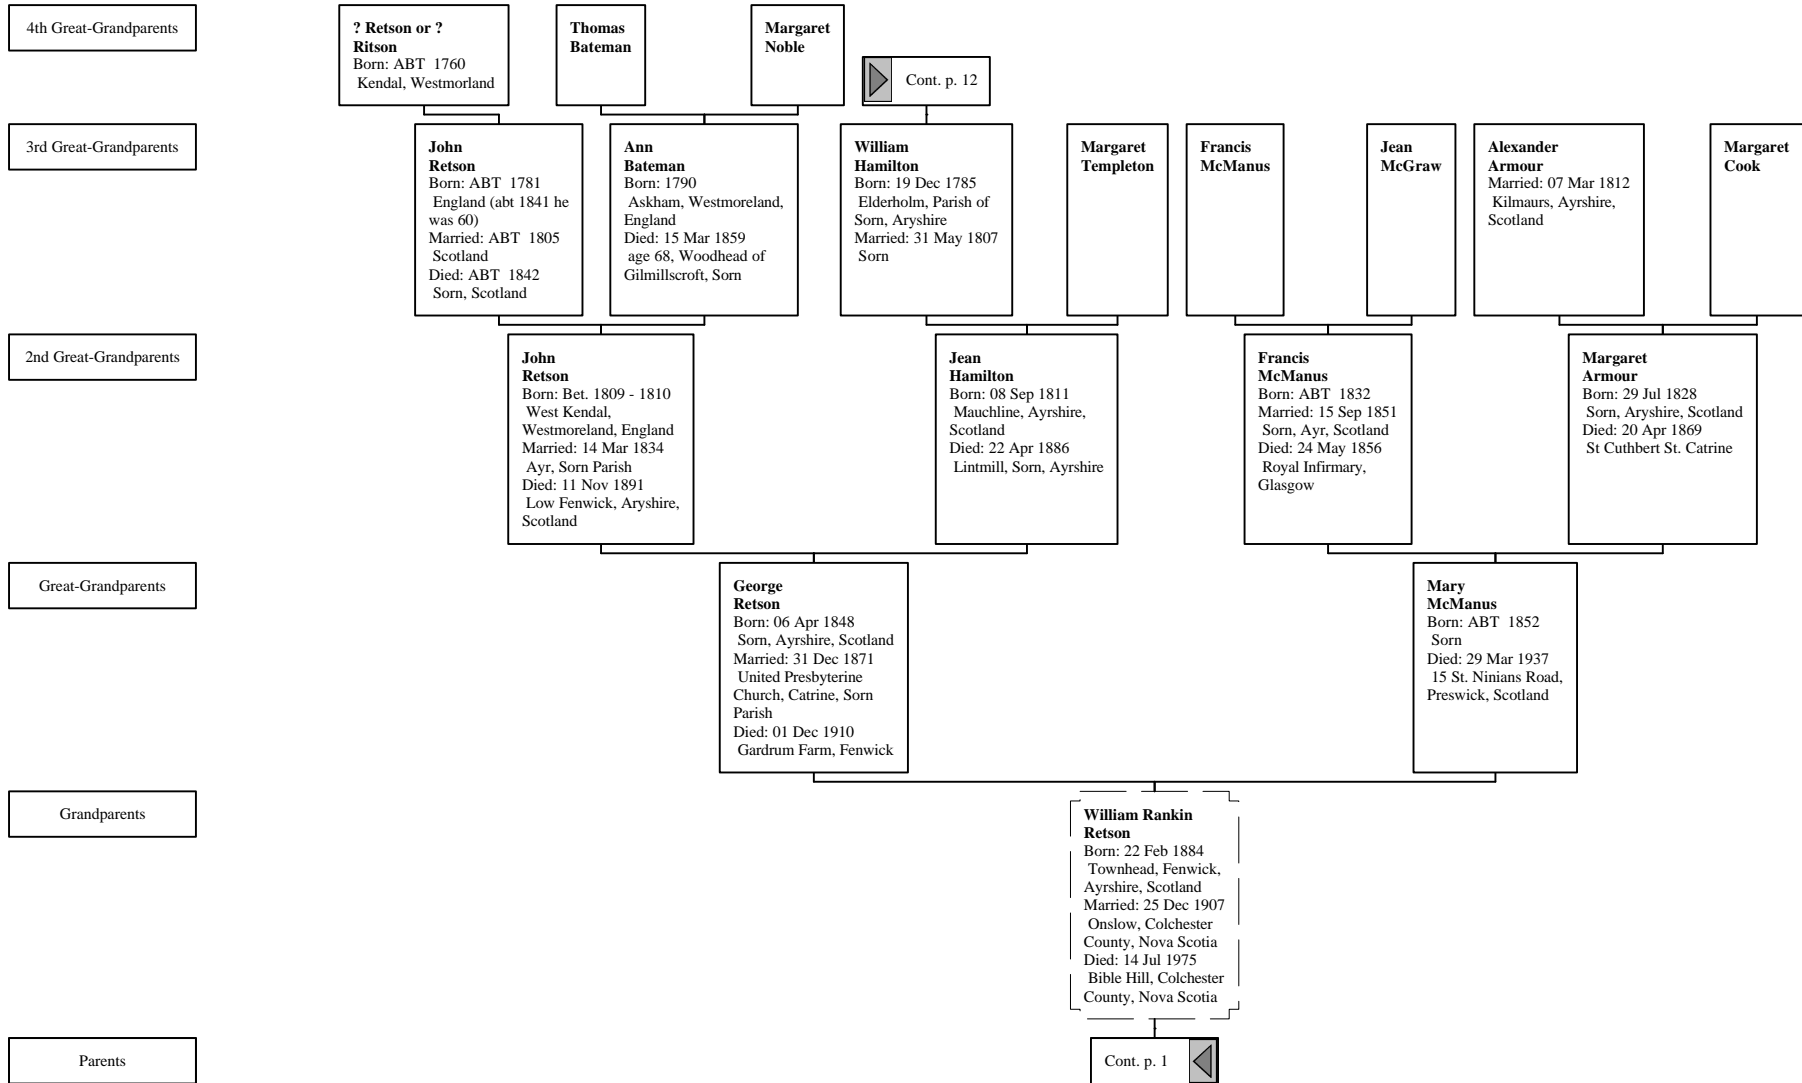 4th Great-Grandparents
? Retson or ?
Ritson
Born: ABT 1760
Kendal, Westmorland
Thomas
Bateman
Margaret
Noble
Cont. p. 12
3rd Great-Grandparents
John
Retson
Born: ABT 1781
England (abt 1841 he
was 60)
Married: ABT 1805
Scotland
Died: ABT 1842
Sorn, Scotland
Ann
Bateman
Born: 1790
Askham, Westmoreland,
England
Died: 15 Mar 1859
age 68, Woodhead of
Gilmillscroft, Sorn
William
Hamilton
Born: 19 Dec 1785
Elderholm, Parish of
Sorn, Aryshire
Married: 31 May 1807
Sorn
Margaret
Templeton
Francis
McManus
Jean
McGraw
Alexander
Armour
Married: 07 Mar 1812
Kilmaurs, Ayrshire,
Scotland
Margaret
Cook
2nd Great-Grandparents
John
Retson
Born: Bet. 1809 - 1810
West Kendal,
Westmoreland, England
Married: 14 Mar 1834
Ayr, Sorn Parish
Died: 11 Nov 1891
Low Fenwick, Aryshire,
Scotland
Jean
Hamilton
Born: 08 Sep 1811
Mauchline, Ayrshire,
Scotland
Died: 22 Apr 1886
Lintmill, Sorn, Ayrshire
Francis
McManus
Born: ABT 1832
Married: 15 Sep 1851
Sorn, Ayr, Scotland
Died: 24 May 1856
Royal Infirmary,
Glasgow
Margaret
Armour
Born: 29 Jul 1828
Sorn, Aryshire, Scotland
Died: 20 Apr 1869
St Cuthbert St. Catrine
Great-Grandparents
George
Retson
Born: 06 Apr 1848
Sorn, Ayrshire, Scotland
Married: 31 Dec 1871
United Presbyterine
Church, Catrine, Sorn
Parish
Died: 01 Dec 1910
Gardrum Farm, Fenwick
Mary
McManus
Born: ABT 1852
Sorn
Died: 29 Mar 1937
15 St. Ninians Road,
Preswick, Scotland
Grandparents
William Rankin
Retson
Born: 22 Feb 1884
Townhead, Fenwick,
Ayrshire, Scotland
Married: 25 Dec 1907
Onslow, Colchester
County, Nova Scotia
Died: 14 Jul 1975
Bible Hill, Colchester
County, Nova Scotia
Parents
Cont. p. 1